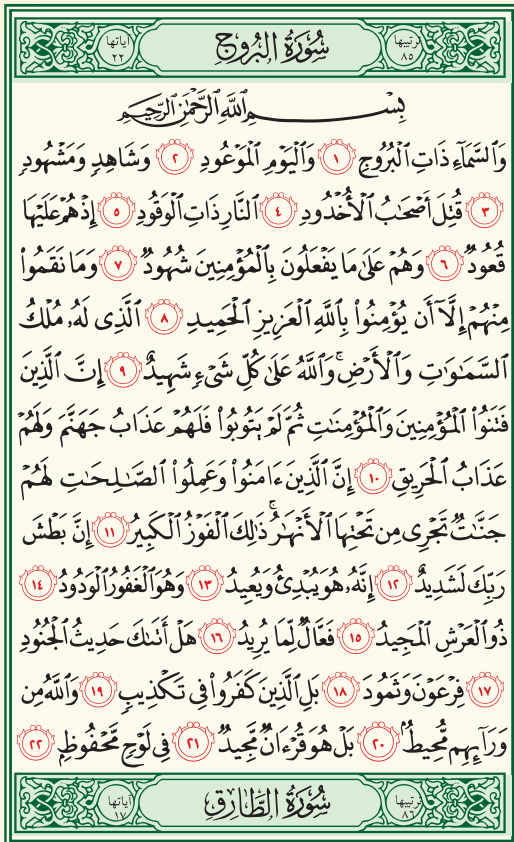 ترتيبها ٨٥ سُورَةُ البُرُوج آياتها ٢٢
بِسْمِ ٱللَّهِ ٱلرَّحْمَٰنِ ٱلرَّحِيمِ
وَٱلسَّمَآءِ ذَاتِ ٱلْبُرُوجِ ١ وَٱلْيَوْمِ ٱلْمَوْعُودِ ٢ وَشَاهِدٍ وَمَشْهُودٍ
٣ قُتِلَ أَصْحَٰبُ ٱلْأُخْدُودِ ٤ ٱلنَّارِ ذَاتِ ٱلْوَقُودِ ٥ إِذْ هُمْ عَلَيْهَا
قُعُودٌ ٦ وَهُمْ عَلَىٰ مَا يَفْعَلُونَ بِٱلْمُؤْمِنِينَ شُهُودٌ ٧ وَمَا نَقَمُوا۟
مِنْهُمْ إِلَّآ أَن يُؤْمِنُوا۟ بِٱللَّهِ ٱلْعَزِيزِ ٱلْحَمِيدِ ٨ ٱلَّذِى لَهُۥ مُلْكُ
ٱلسَّمَٰوَٰتِ وَٱلْأَرْضِ ۚ وَٱللَّهُ عَلَىٰ كُلِّ شَىْءٍ شَهِيدٌ ٩ إِنَّ ٱلَّذِينَ
فَتَنُوا۟ ٱلْمُؤْمِنِينَ وَٱلْمُؤْمِنَٰتِ ثُمَّ لَمْ يَتُوبُوا۟ فَلَهُمْ عَذَابُ جَهَنَّمَ وَلَهُمْ
عَذَابُ ٱلْحَرِيقِ ١٠ إِنَّ ٱلَّذِينَ ءَامَنُوا۟ وَعَمِلُوا۟ ٱلصَّٰلِحَٰتِ لَهُمْ
جَنَّٰتٌ تَجْرِى مِن تَحْتِهَا ٱلْأَنْهَٰرُ ۚ ذَٰلِكَ ٱلْفَوْزُ ٱلْكَبِيرُ ١١ إِنَّ بَطْشَ
رَبِّكَ لَشَدِيدٌ ١٢ إِنَّهُۥ هُوَ يُبْدِئُ وَيُعِيدُ ١٣ وَهُوَ ٱلْغَفُورُ ٱلْوَدُودُ ١٤
ذُو ٱلْعَرْشِ ٱلْمَجِيدُ ١٥ فَعَّالٌ لِّمَا يُرِيدُ ١٦ هَلْ أَتَىٰكَ حَدِيثُ ٱلْجُنُودِ
١٧ فِرْعَوْنَ وَثَمُودَ ١٨ بَلِ ٱلَّذِينَ كَفَرُوا۟ فِى تَكْذِيبٍ ١٩ وَٱللَّهُ مِن
وَرَآئِهِم مُّحِيطٌۢ ٢٠ بَلْ هُوَ قُرْءَانٌ مَّجِيدٌ ٢١ فِى لَوْحٍ مَّحْفُوظٍۭ ٢٢
ترتيبها ٨٦ سُورَةُ الطَّارِق آياتها ١٧